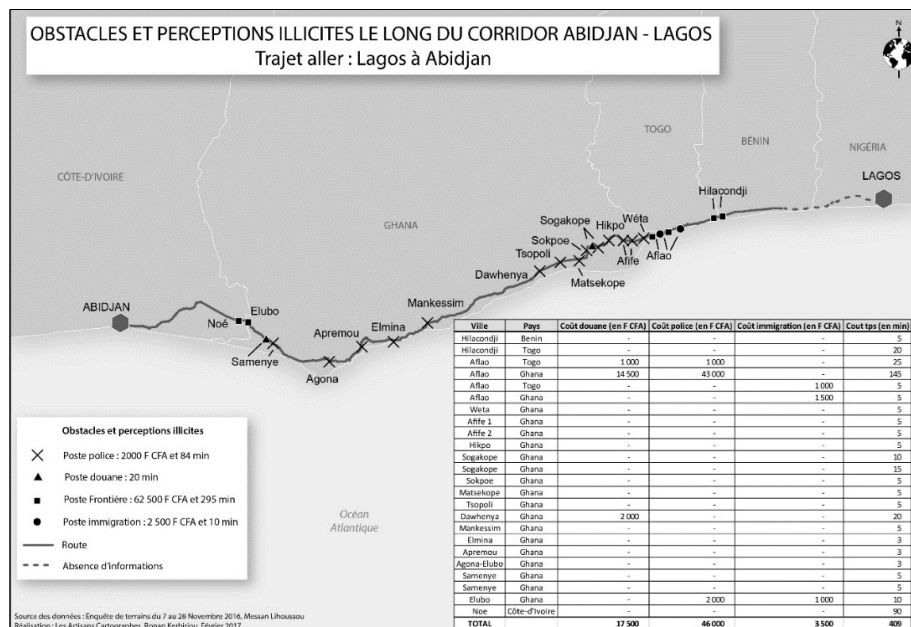 OBSTACLES ET PERCEPTIONS ILLICITES LE LONG DU CORRIDOR ABIDJAN - LAGOS
Trajet aller : Lagos à Abidjan
CÔTE-D'IVOIRE
GHANA
TOGO
BÉNIN
NIGÉRIA
LAGOS
Hilacondji
Wéta
Hikpo
Sogakope
Sokpoe
Tsopoli
Afife
Aflao
Matsekope
Dawhenya
Mankessim
Elmina
Apremou
Agona
Samenye
Elubo
Noé
ABIDJAN
Océan
Atlantique
Obstacles et perceptions illicites
Poste police : 2000 F CFA et 84 min
Poste douane : 20 min
Poste Frontière : 62 500 F CFA et 295 min
Poste immigration : 2 500 F CFA et 10 min
Route
Absence d'informations
Ville Pays Coût douane (en F CFA) Coût police (en F CFA) Coût immigration (en F CFA) Cout tps (en min)
Hilacondji Benin - - - 5
Hilacondji Togo - - - 20
Aflao Togo 1 000 1 000 - 25
Aflao Ghana 14 500 43 000 - 145
Aflao Togo - - 1 000 5
Aflao Ghana - - 1 500 5
Weta Ghana - - - 5
Afife 1 Ghana - - - 5
Afife 2 Ghana - - - 5
Hikpo Ghana - - - 5
Sogakope Ghana - - - 10
Sogakope Ghana - - - 15
Sokpoe Ghana - - - 5
Matsekope Ghana - - - 5
Tsopoli Ghana - - - 5
Dawhenya Ghana 2 000 - - 20
Mankessim Ghana - - - 5
Elmina Ghana - - - 3
Apremou Ghana - - - 3
Agona-Elubo Ghana - - - 3
Samenye Ghana - - - 5
Samenye Ghana - - - 5
Elubo Ghana - 2 000 1 000 10
Noe Côte-d'Ivoire - - - 90
TOTAL 17 500 46 000 3 500 409
Source des données : Enquête de terrains du 7 au 28 Novembre 2016, Messan Lihoussou
Réalisation : Les Artisans Cartographes, Ronan Kerbiriou, Février 2017